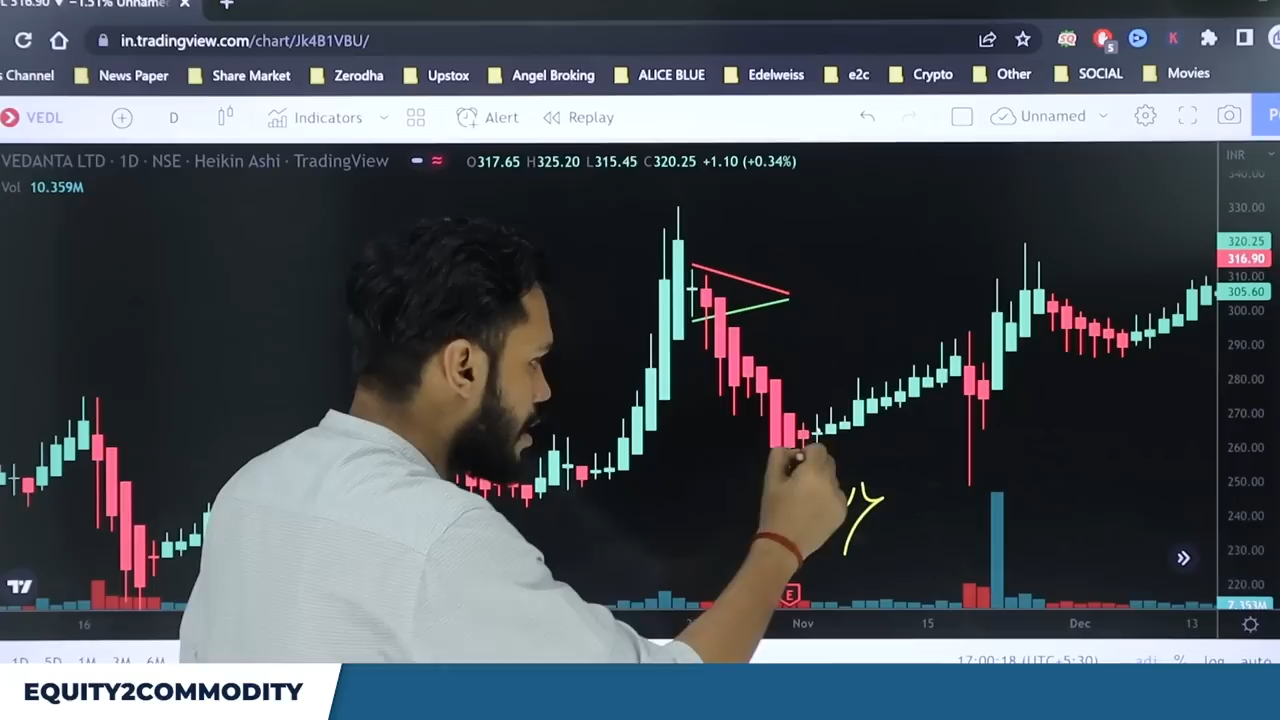 L 316.90 ▼ −1.51% Unname
in.tradingview.com/chart/Jk4B1VBU/
s Channel News Paper Share Market Zerodha Upstox Angel Broking ALICE BLUE Edelweiss e2c Crypto Other SOCIAL Movies
VEDL D Indicators Alert Replay Unnamed P
VEDANTA LTD · 1D · NSE · Heikin Ashi · TradingView O317.65 H325.20 L315.45 C320.25 +1.10 (+0.34%) INR
Vol 10.359M
340.00
330.00
320.25
316.90
310.00
305.60
300.00
290.00
280.00
270.00
260.00
250.00
240.00
230.00
220.00
7.353M
E
16 Nov 15 Dec 13
1D 5D 1M 3M 6M 17:00:18 (UTC+5:30) adj % log auto
EQUITY2COMMODITY